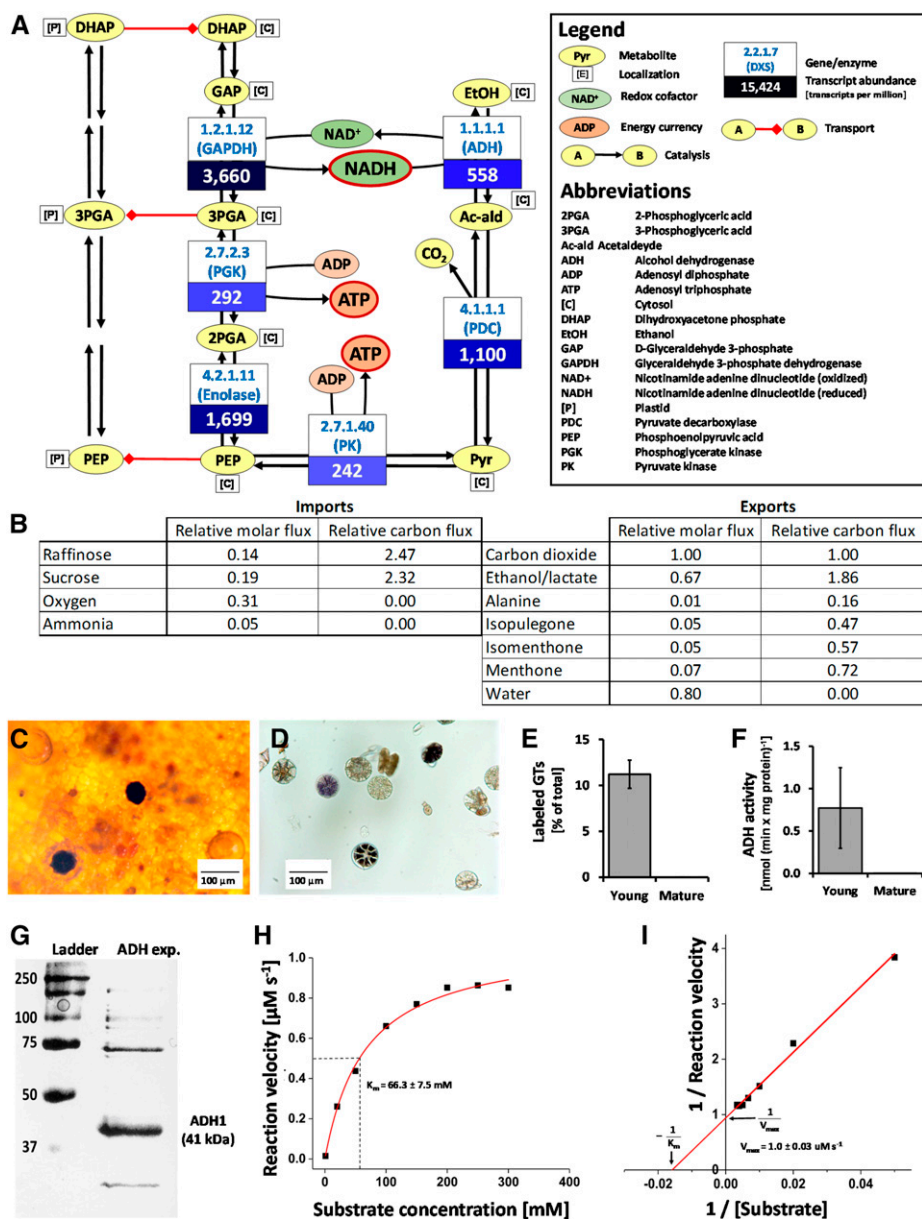 A
[P] DHAP DHAP [C]
GAP [C]
1.2.1.12
(GAPDH)
3,660
NAD+
NADH
EtOH [C]
1.1.1.1
(ADH)
558
[P] 3PGA 3PGA [C]
Ac-ald [C]
2.7.2.3
(PGK)
292
ADP
ATP
CO2
4.1.1.1
(PDC)
1,100
2PGA [C]
4.2.1.11
(Enolase)
1,699
ADP
ATP
2.7.1.40
(PK)
242
[P] PEP PEP [C]
Pyr [C]
Legend
Pyr Metabolite
[E] Localization
NAD+ Redox cofactor
ADP Energy currency
A B Catalysis
2.2.1.7
(DXS)
15,424
Gene/enzyme
Transcript abundance
[transcripts per million]
A B Transport
Abbreviations
2PGA 2-Phosphoglyceric acid
3PGA 3-Phosphoglyceric acid
Ac-ald Acetaldeyde
ADH Alcohol dehydrogenase
ADP Adenosyl diphosphate
ATP Adenosyl triphosphate
[C] Cytosol
DHAP Dihydroxyacetone phosphate
EtOH Ethanol
GAP D-Glyceraldehyde 3-phosphate
GAPDH Glyceraldehyde 3-phosphate dehydrogenase
NAD+ Nicotinamide adenine dinucleotide (oxidized)
NADH Nicotinamide adenine dinucleotide (reduced)
[P] Plastid
PDC Pyruvate decarboxylase
PEP Phosphoenolpyruvic acid
PGK Phosphoglycerate kinase
PK Pyruvate kinase
B
Imports
Relative molar flux Relative carbon flux
Raffinose 0.14 2.47
Sucrose 0.19 2.32
Oxygen 0.31 0.00
Ammonia 0.05 0.00
Exports
Relative molar flux Relative carbon flux
Carbon dioxide 1.00 1.00
Ethanol/lactate 0.67 1.86
Alanine 0.01 0.16
Isopulegone 0.05 0.47
Isomenthone 0.05 0.57
Menthone 0.07 0.72
Water 0.80 0.00
C
100 µm
D
100 µm
E
Labeled GTs
[% of total]
15
10
5
0
Young Mature
F
ADH activity
[nmol (min x mg protein)-1]
1.5
1.0
0.5
0.0
Young Mature
G
Ladder ADH exp.
250
100
75
50
37
ADH1
(41 kDa)
H
Reaction velocity [µM s-1]
1.0
0.8
0.6
0.4
0.2
0.0
Km = 66.3 ± 7.5 mM
0 100 200 300 400
Substrate concentration [mM]
I
1 / Reaction velocity
4
3
2
1
0
1
Vmax
- 1
Km
Vmax = 1.0 ± 0.03 uM s-1
-0.02 0.00 0.02 0.04 0.06
1 / [Substrate]